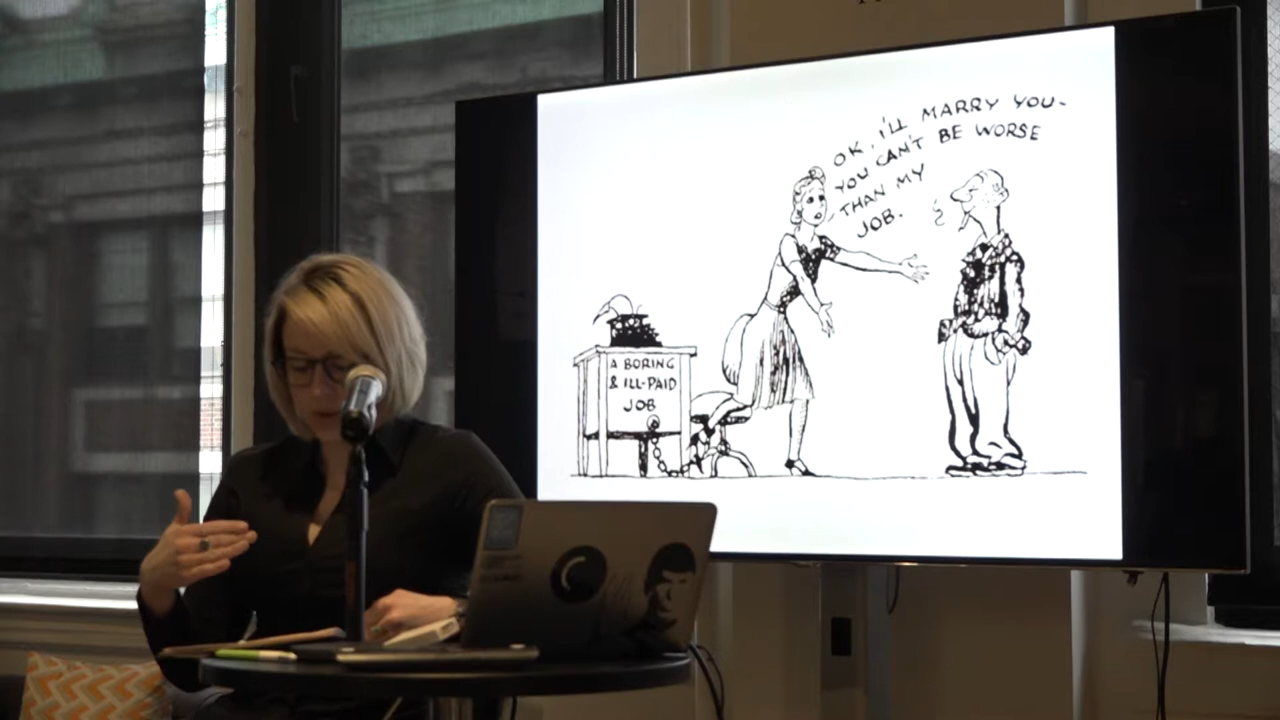 OK, I'LL MARRY YOU-
YOU CAN'T BE WORSE
THAN MY
JOB.
A BORING
& ILL-PAID
JOB